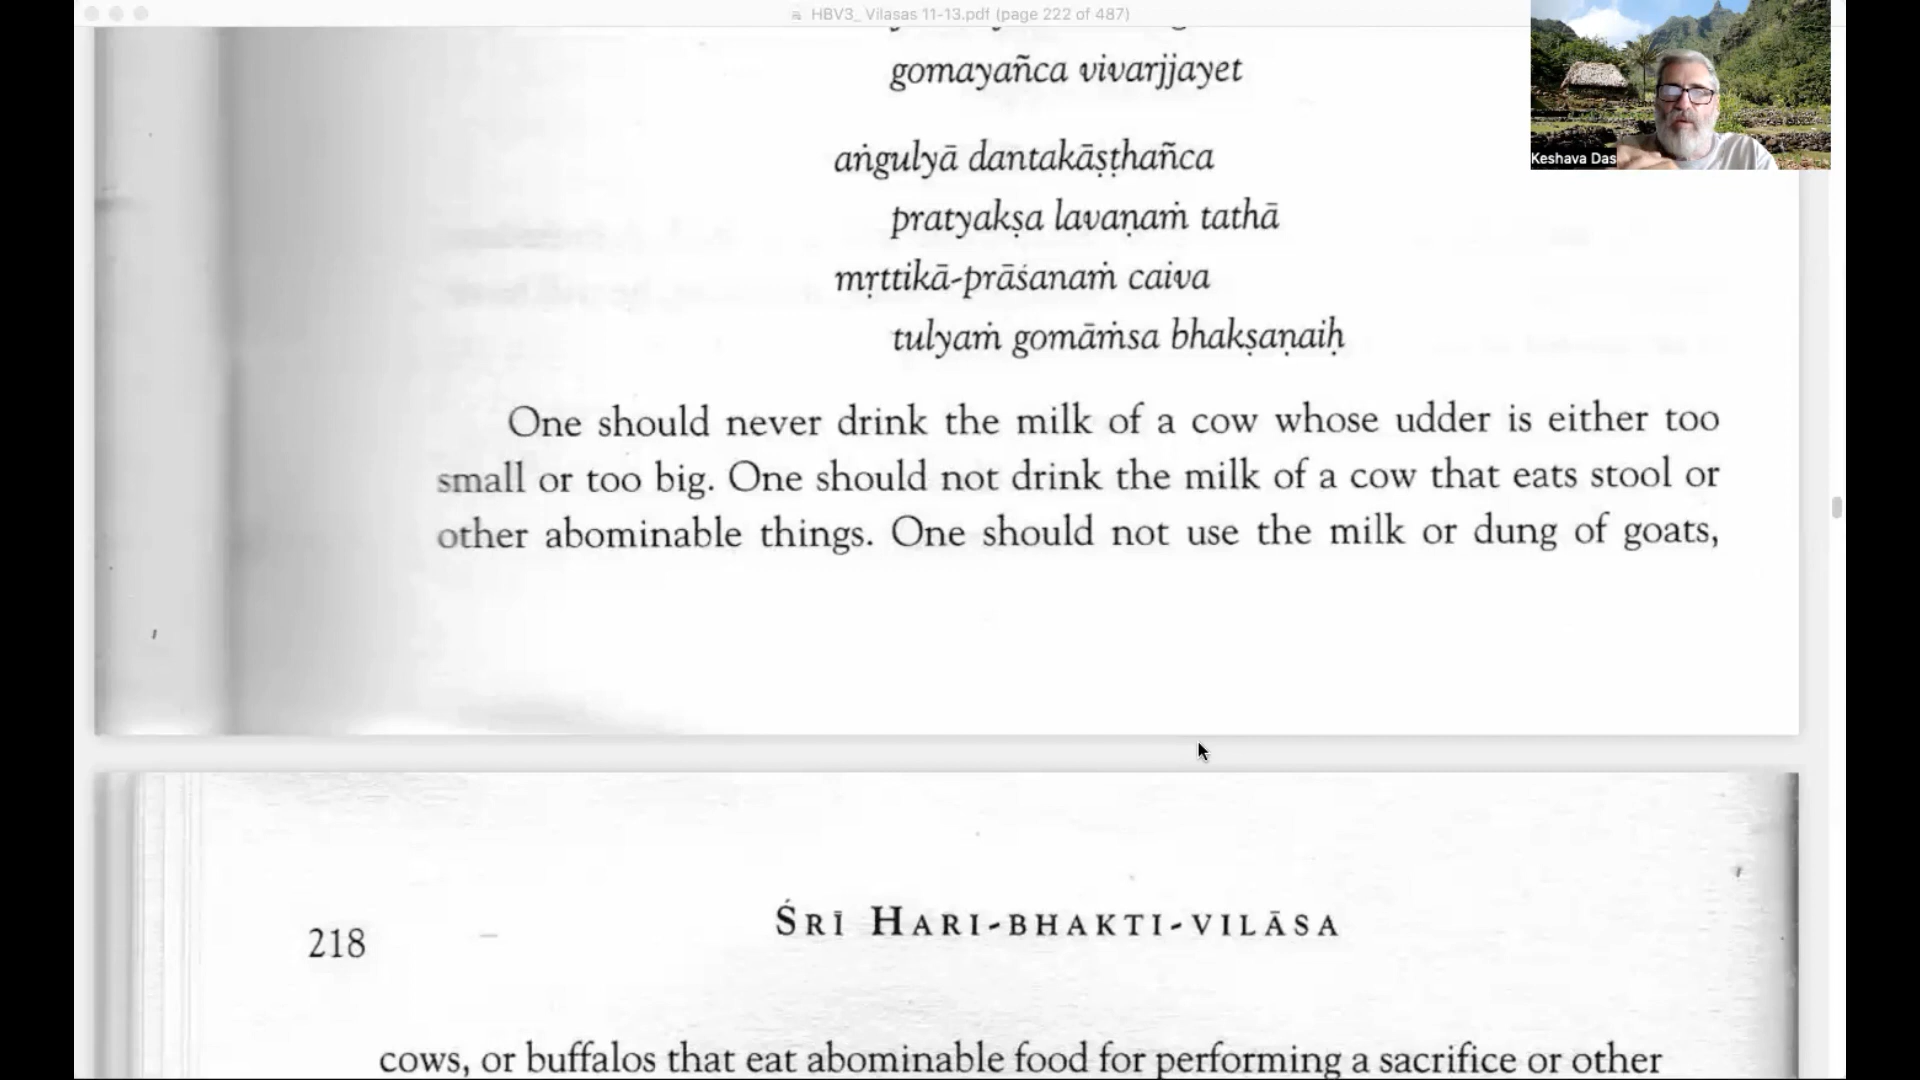 HBV3_ Vilasas 11-13.pdf (page 222 of 487)
gomayañca vivarjjayet
aṅgulyā dantakāṣṭhañca
pratyakṣa lavaṇaṁ tathā
mṛttikā-prāśanaṁ caiva
tulyaṁ gomāṁsa bhakṣaṇaiḥ
One should never drink the milk of a cow whose udder is either too
small or too big. One should not drink the milk of a cow that eats stool or
other abominable things. One should not use the milk or dung of goats,
218
ŚRĪ HARI-BHAKTI-VILĀSA
cows, or buffalos that eat abominable food for performing a sacrifice or other
Keshava Das